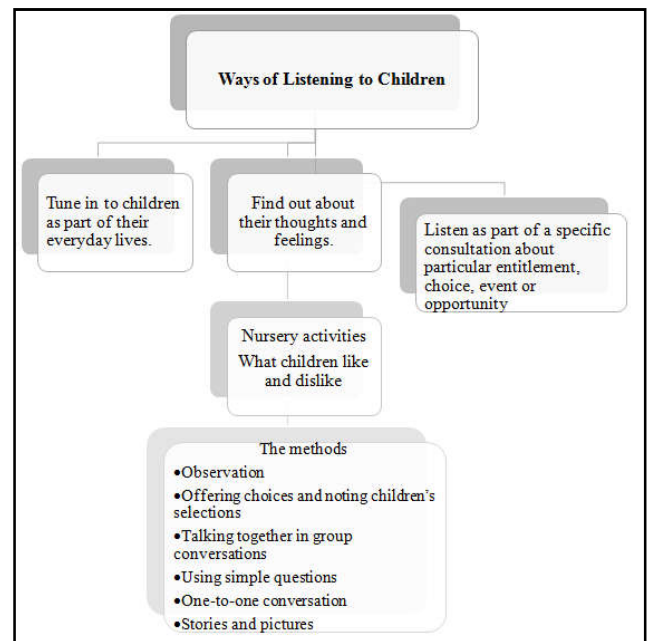 Ways of Listening to Children
Tune in to children
as part of their
everyday lives.
Find out about
their thoughts and
feelings.
Listen as part of a specific
consultation about
particular entitlement,
choice, event or
opportunity
Nursery activities
What children like
and dislike
The methods
•Observation
•Offering choices and noting children's
selections
•Talking together in group
conversations
•Using simple questions
•One-to-one conversation
•Stories and pictures